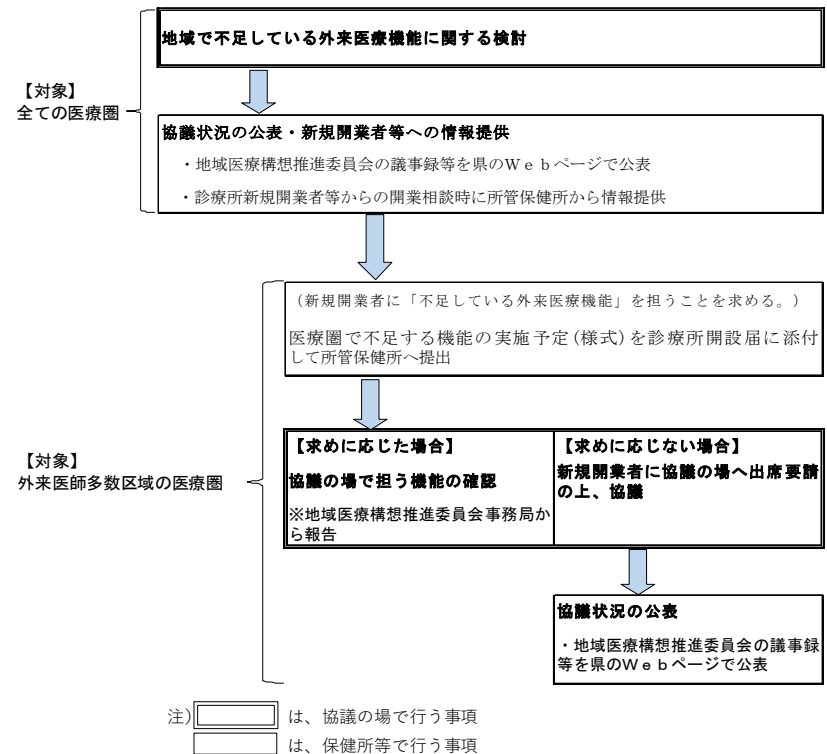 地域で不足している外来医療機能に関する検討
【対象】
全ての医療圏
協議状況の公表・新規開業者等への情報提供
・地域医療構想推進委員会の議事録等を県のWebページで公表
・診療所新規開業者等からの開業相談時に所管保健所から情報提供
(新規開業者に「不足している外来医療機能」を担うことを求める。)
医療圏で不足する機能の実施予定(様式)を診療所開設届に添付
して所管保健所へ提出
【対象】
外来医師多数区域の医療圏
【求めに応じた場合】
協議の場で担う機能の確認
※地域医療構想推進委員会事務局か
ら報告
【求めに応じない場合】
新規開業者に協議の場へ出席要請
の上、協議
協議状況の公表
・地域医療構想推進委員会の議事録
等を県のWebページで公表
注) は、協議の場で行う事項
は、保健所等で行う事項